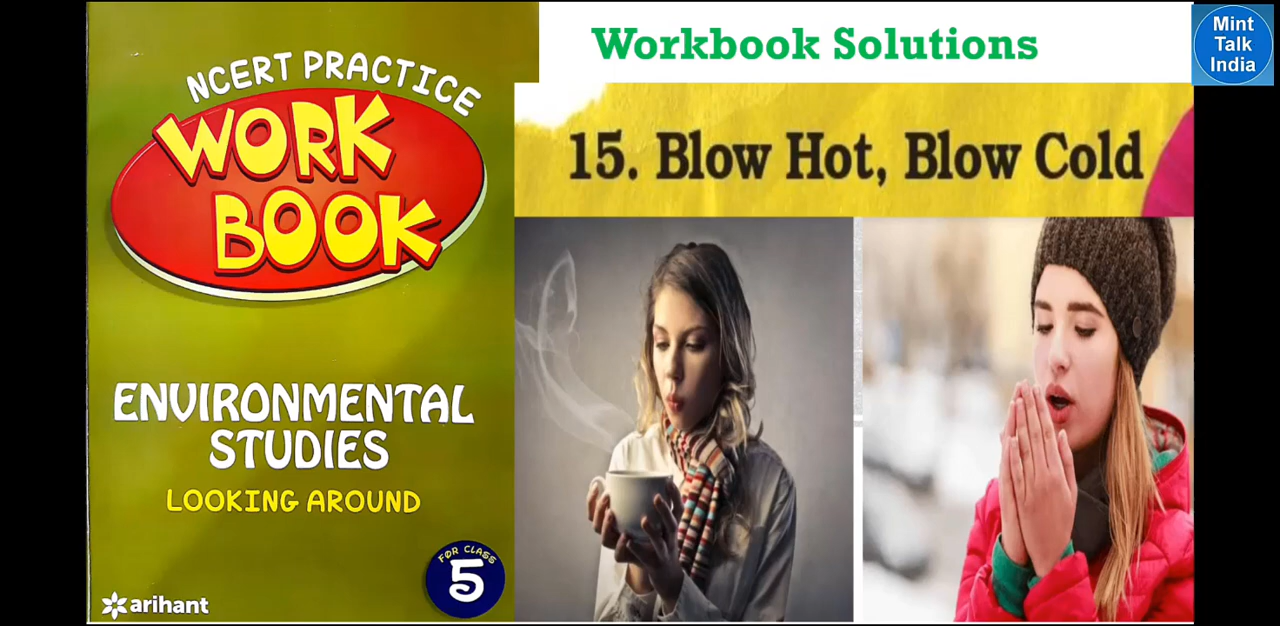 NCERT PRACTICE
WORK
BOOK
ENVIRONMENTAL
STUDIES
LOOKING AROUND
FOR CLASS
5
arihant
Workbook Solutions
15. Blow Hot, Blow Cold
Mint
Talk
India